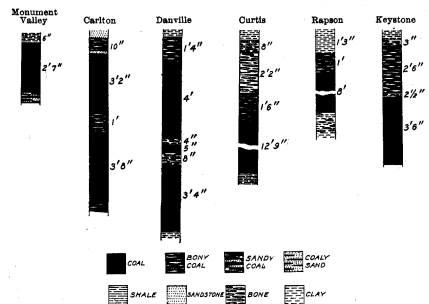 Monument
Valley
Carlton
Danville
Curtis
Rapson
Keystone
6"
2'7"
10"
3'2"
1'
3'8"
1'4"
4'
4"
5"
8"
3'4"
8"
2'2"
1'6"
12'9"
1'3"
1'
8'
3"
2'6"
2½"
3'6"
COAL
BONY
COAL
SANDY
COAL
COALY
SAND
SHALE
SANDSTONE
BONE
CLAY